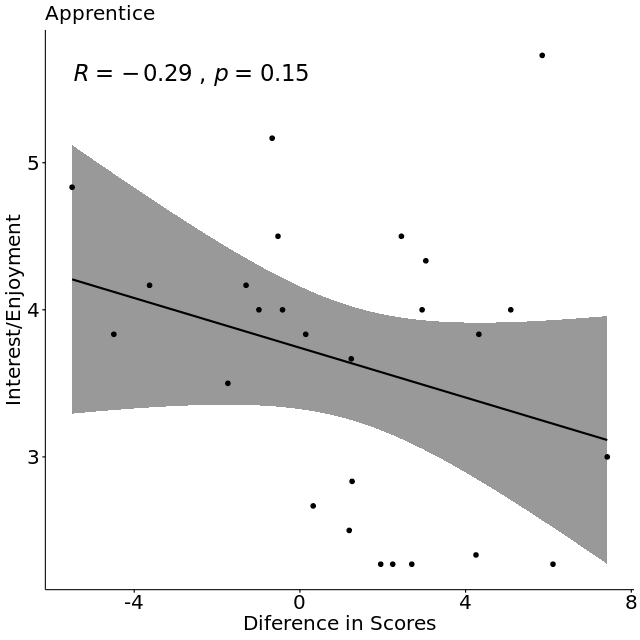 Apprentice
R = −0.29 , p = 0.15
5
4
3
Interest/Enjoyment
-4 0 4 8
Diference in Scores